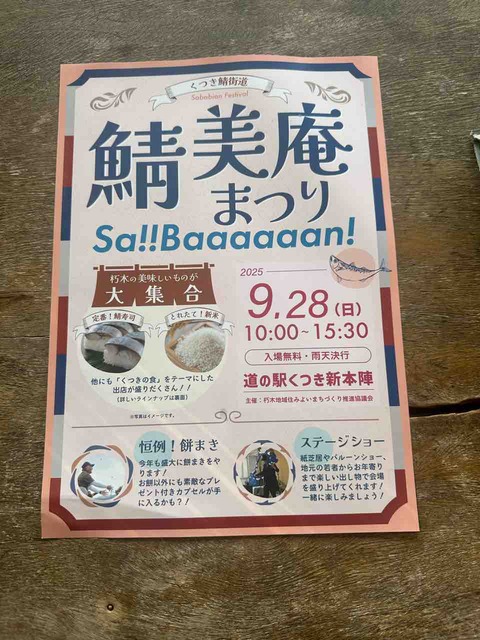 くつき鯖街道
Sababian Festival
鯖美庵
まつり
Sa!!Baaaaaaan!
朽木の美味しいものが
大集合
定番!鯖寿司
とれたて!新米
他にも「くつきの食」をテーマにした
出店が盛りだくさん!!
(詳しいラインナップは裏面)
※写真はイメージです。
2025
9.28(日)
10:00~15:30
入場無料・雨天決行
道の駅くつき新本陣
主催:朽木地域住みよいまちづくり推進協議会
恒例!餅まき
今年も盛大に餅まきをや
ります!
お餅以外にも素敵なプレ
ゼント付きカプセルが手
に入るかも?!
ステージショー
紙芝居やバルーンショー、
地元の若者からお年寄り
まで楽しい出し物で会場
を盛り上げてくれます!
一緒に楽しみましょう!